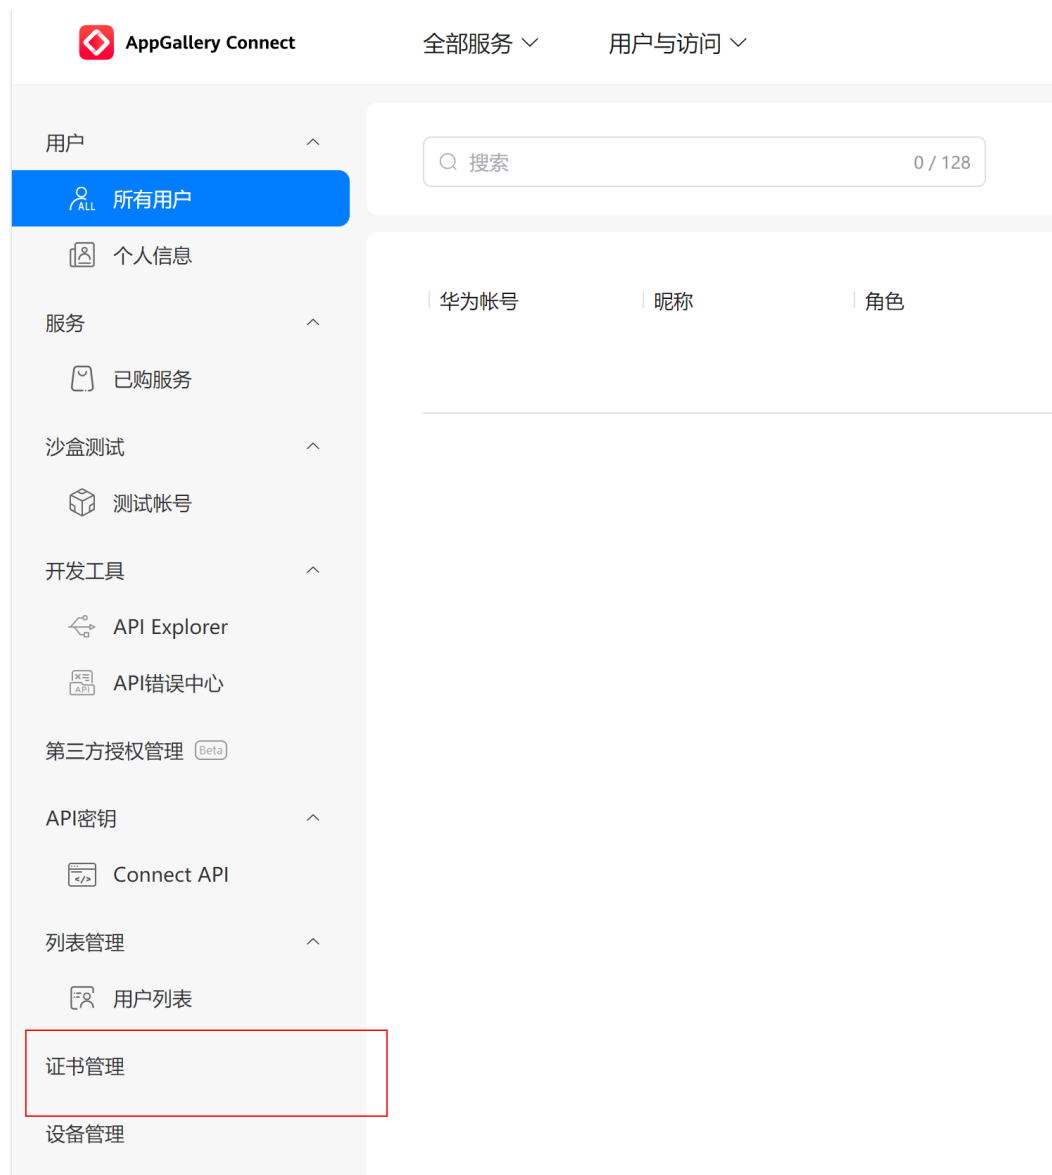 AppGallery Connect
全部服务
用户与访问
用户
ALL
所有用户
个人信息
服务
已购服务
沙盒测试
测试帐号
开发工具
API Explorer
API
API错误中心
第三方授权管理 Beta
API密钥
</>
Connect API
列表管理
用户列表
证书管理
设备管理
搜索
0 / 128
华为帐号
昵称
角色